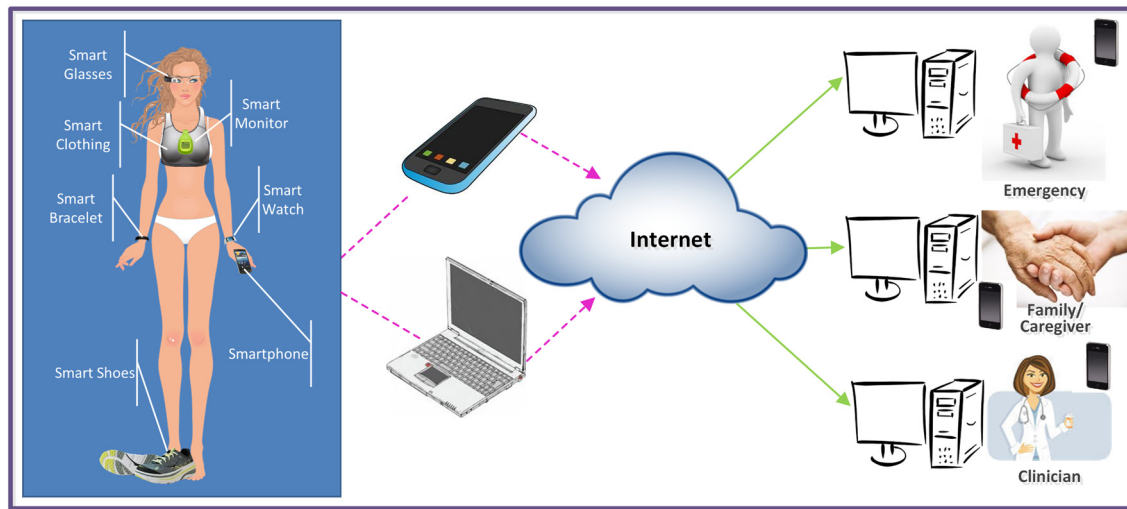 Smart
Glasses
Smart
Monitor
Smart
Clothing
Smart
Bracelet
Smart
Watch
Smartphone
Smart Shoes
Internet
Emergency
Family/
Caregiver
Clinician